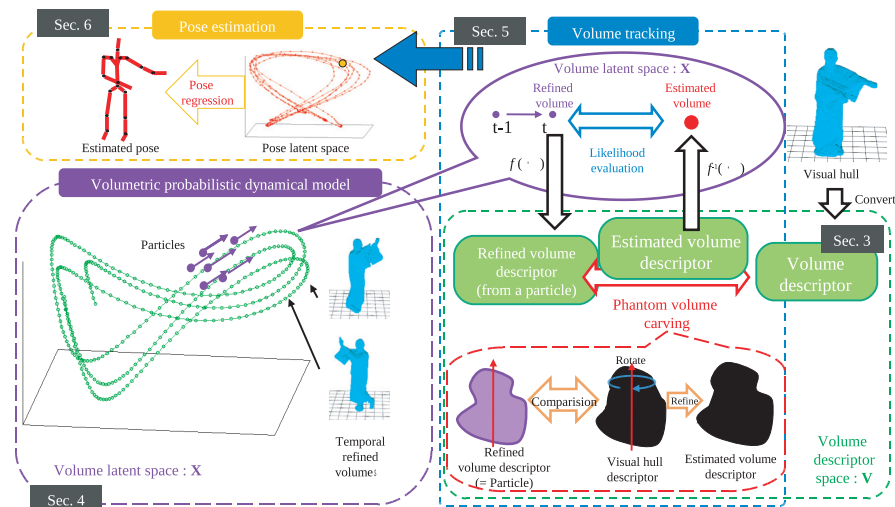 Sec. 6
Pose estimation
Pose
regression
Estimated pose
Pose latent space
Sec. 5
Volume tracking
Volume latent space : X
Refined
volume
Estimated
volume
t-1
t
Likelihood
evaluation
f ( · )
f⁻¹( · )
Visual hull
Convert
Volumetric probabilistic dynamical model
Particles
Temporal
refined
volumes
Volume latent space : X
Sec. 4
Sec. 3
Refined volume
descriptor
(from a particle)
Estimated volume
descriptor
Volume
descriptor
Phantom volume
carving
Rotate
Comparision
Refine
Refined
volume descriptor
(= Particle)
Visual hull
descriptor
Estimated volume
descriptor
Volume
descriptor
space : V